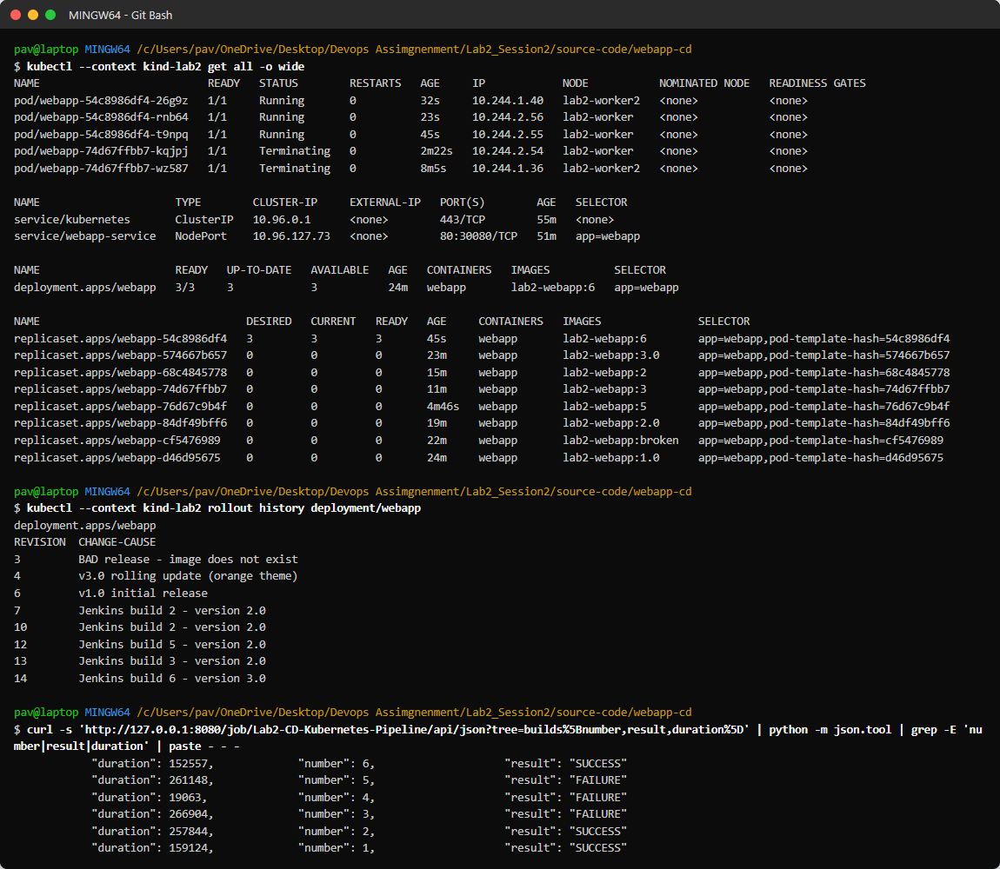 MINGW64 - Git Bash
pav@laptop MINGW64 /c/Users/pav/OneDrive/Desktop/Devops Assimgnenment/Lab2_Session2/source-code/webapp-cd
$ kubectl --context kind-lab2 get all -o wide
NAME                          READY   STATUS        RESTARTS   AGE     IP            NODE           NOMINATED NODE   READINESS GATES
pod/webapp-54c8986df4-26g9z   1/1     Running       0          32s     10.244.1.40   lab2-worker2   <none>           <none>
pod/webapp-54c8986df4-rnb64   1/1     Running       0          23s     10.244.2.56   lab2-worker    <none>           <none>
pod/webapp-54c8986df4-t9npq   1/1     Running       0          45s     10.244.2.55   lab2-worker    <none>           <none>
pod/webapp-74d67ffbb7-kqjpj   1/1     Terminating   0          2m22s   10.244.2.54   lab2-worker    <none>           <none>
pod/webapp-74d67ffbb7-wz587   1/1     Terminating   0          8m5s    10.244.1.36   lab2-worker2   <none>           <none>
NAME                     TYPE        CLUSTER-IP     EXTERNAL-IP   PORT(S)        AGE   SELECTOR
service/kubernetes       ClusterIP   10.96.0.1      <none>        443/TCP        55m   <none>
service/webapp-service   NodePort    10.96.127.73   <none>        80:30080/TCP   51m   app=webapp
NAME                     READY   UP-TO-DATE   AVAILABLE   AGE   CONTAINERS   IMAGES          SELECTOR
deployment.apps/webapp   3/3     3            3           24m   webapp       lab2-webapp:6   app=webapp
NAME                                DESIRED   CURRENT   READY   AGE     CONTAINERS   IMAGES               SELECTOR
replicaset.apps/webapp-54c8986df4   3         3         3       45s     webapp       lab2-webapp:6        app=webapp,pod-template-hash=54c8986df4
replicaset.apps/webapp-574667b657   0         0         0       23m     webapp       lab2-webapp:3.0      app=webapp,pod-template-hash=574667b657
replicaset.apps/webapp-68c4845778   0         0         0       15m     webapp       lab2-webapp:2        app=webapp,pod-template-hash=68c4845778
replicaset.apps/webapp-74d67ffbb7   0         0         0       11m     webapp       lab2-webapp:3        app=webapp,pod-template-hash=74d67ffbb7
replicaset.apps/webapp-76d67c9b4f   0         0         0       4m46s   webapp       lab2-webapp:5        app=webapp,pod-template-hash=76d67c9b4f
replicaset.apps/webapp-84df49bff6   0         0         0       19m     webapp       lab2-webapp:2.0      app=webapp,pod-template-hash=84df49bff6
replicaset.apps/webapp-cf5476989    0         0         0       22m     webapp       lab2-webapp:broken   app=webapp,pod-template-hash=cf5476989
replicaset.apps/webapp-d46d95675    0         0         0       24m     webapp       lab2-webapp:1.0      app=webapp,pod-template-hash=d46d95675
pav@laptop MINGW64 /c/Users/pav/OneDrive/Desktop/Devops Assimgnenment/Lab2_Session2/source-code/webapp-cd
$ kubectl --context kind-lab2 rollout history deployment/webapp
deployment.apps/webapp
REVISION  CHANGE-CAUSE
3         BAD release - image does not exist
4         v3.0 rolling update (orange theme)
6         v1.0 initial release
7         Jenkins build 2 - version 2.0
10        Jenkins build 2 - version 2.0
12        Jenkins build 5 - version 2.0
13        Jenkins build 3 - version 2.0
14        Jenkins build 6 - version 3.0
pav@laptop MINGW64 /c/Users/pav/OneDrive/Desktop/Devops Assimgnenment/Lab2_Session2/source-code/webapp-cd
$ curl -s 'http://127.0.0.1:8080/job/Lab2-CD-Kubernetes-Pipeline/api/json?tree=builds%5Bnumber,result,duration%5D' | python -m json.tool | grep -E 'nu
mber|result|duration' | paste - - -
"duration": 152557, "number": 6, "result": "SUCCESS"
"duration": 261148, "number": 5, "result": "FAILURE"
"duration": 19063, "number": 4, "result": "FAILURE"
"duration": 266904, "number": 3, "result": "FAILURE"
"duration": 257844, "number": 2, "result": "SUCCESS"
"duration": 159124, "number": 1, "result": "SUCCESS"